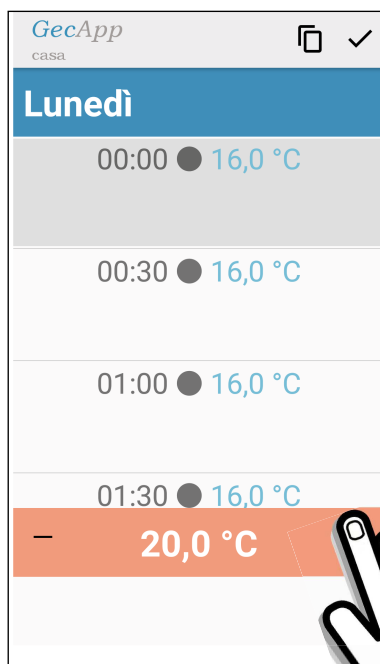 GecApp
casa
Lunedì
00:00 16,0 °C
00:30 16,0 °C
01:00 16,0 °C
01:30 16,0 °C
− 20,0 °C